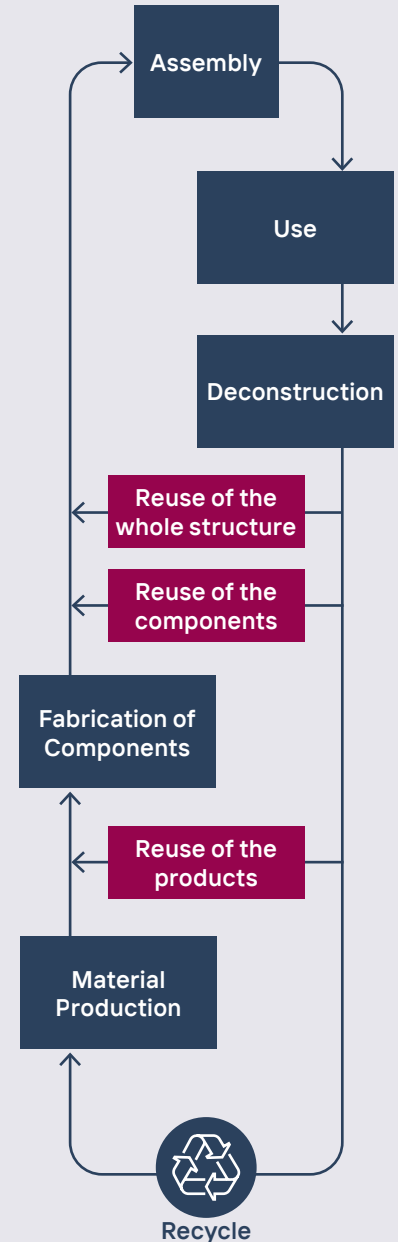 Assembly
Use
Deconstruction
Reuse of the
whole structure
Reuse of the
components
Fabrication of
Components
Reuse of the
products
Material
Production
Recycle